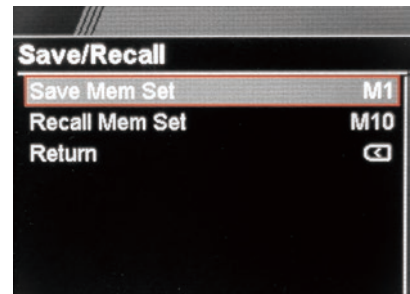 Save/Recall
Save Mem Set M1
Recall Mem Set M10
Return